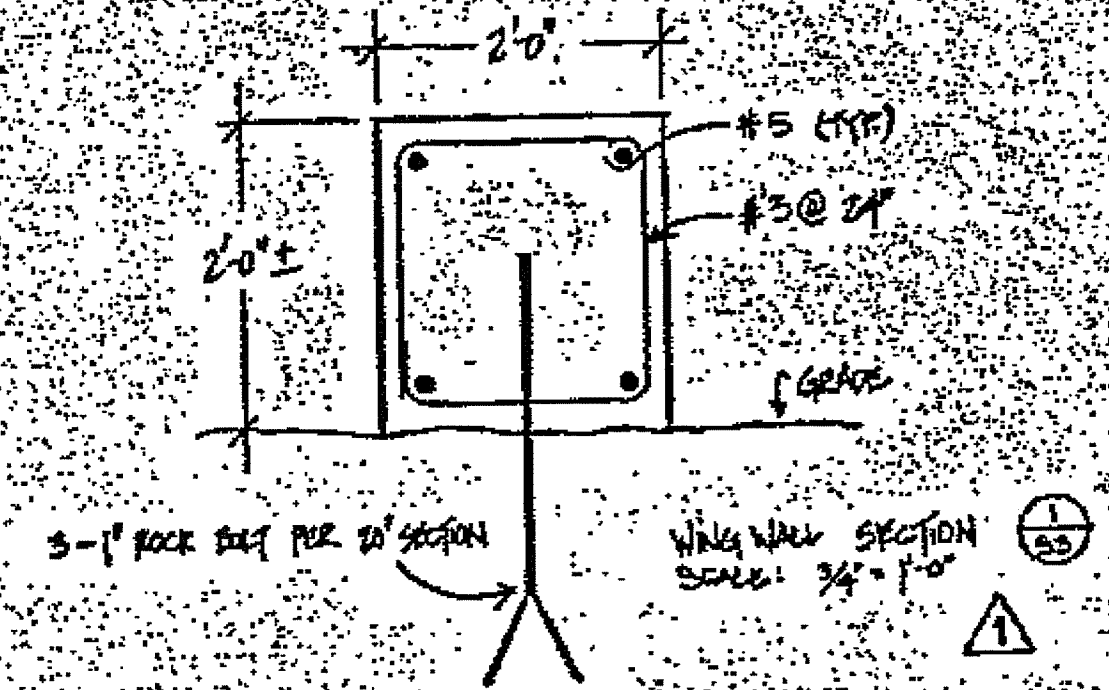 2'-0"
#5 (TYP.)
#3 @ 24"
2'-0" ±
GRADE
3-1" ROCK BOLT PER 20' SECTION
WING WALL SECTION
SCALE: 3/4" = 1'-0"
1
S3
1